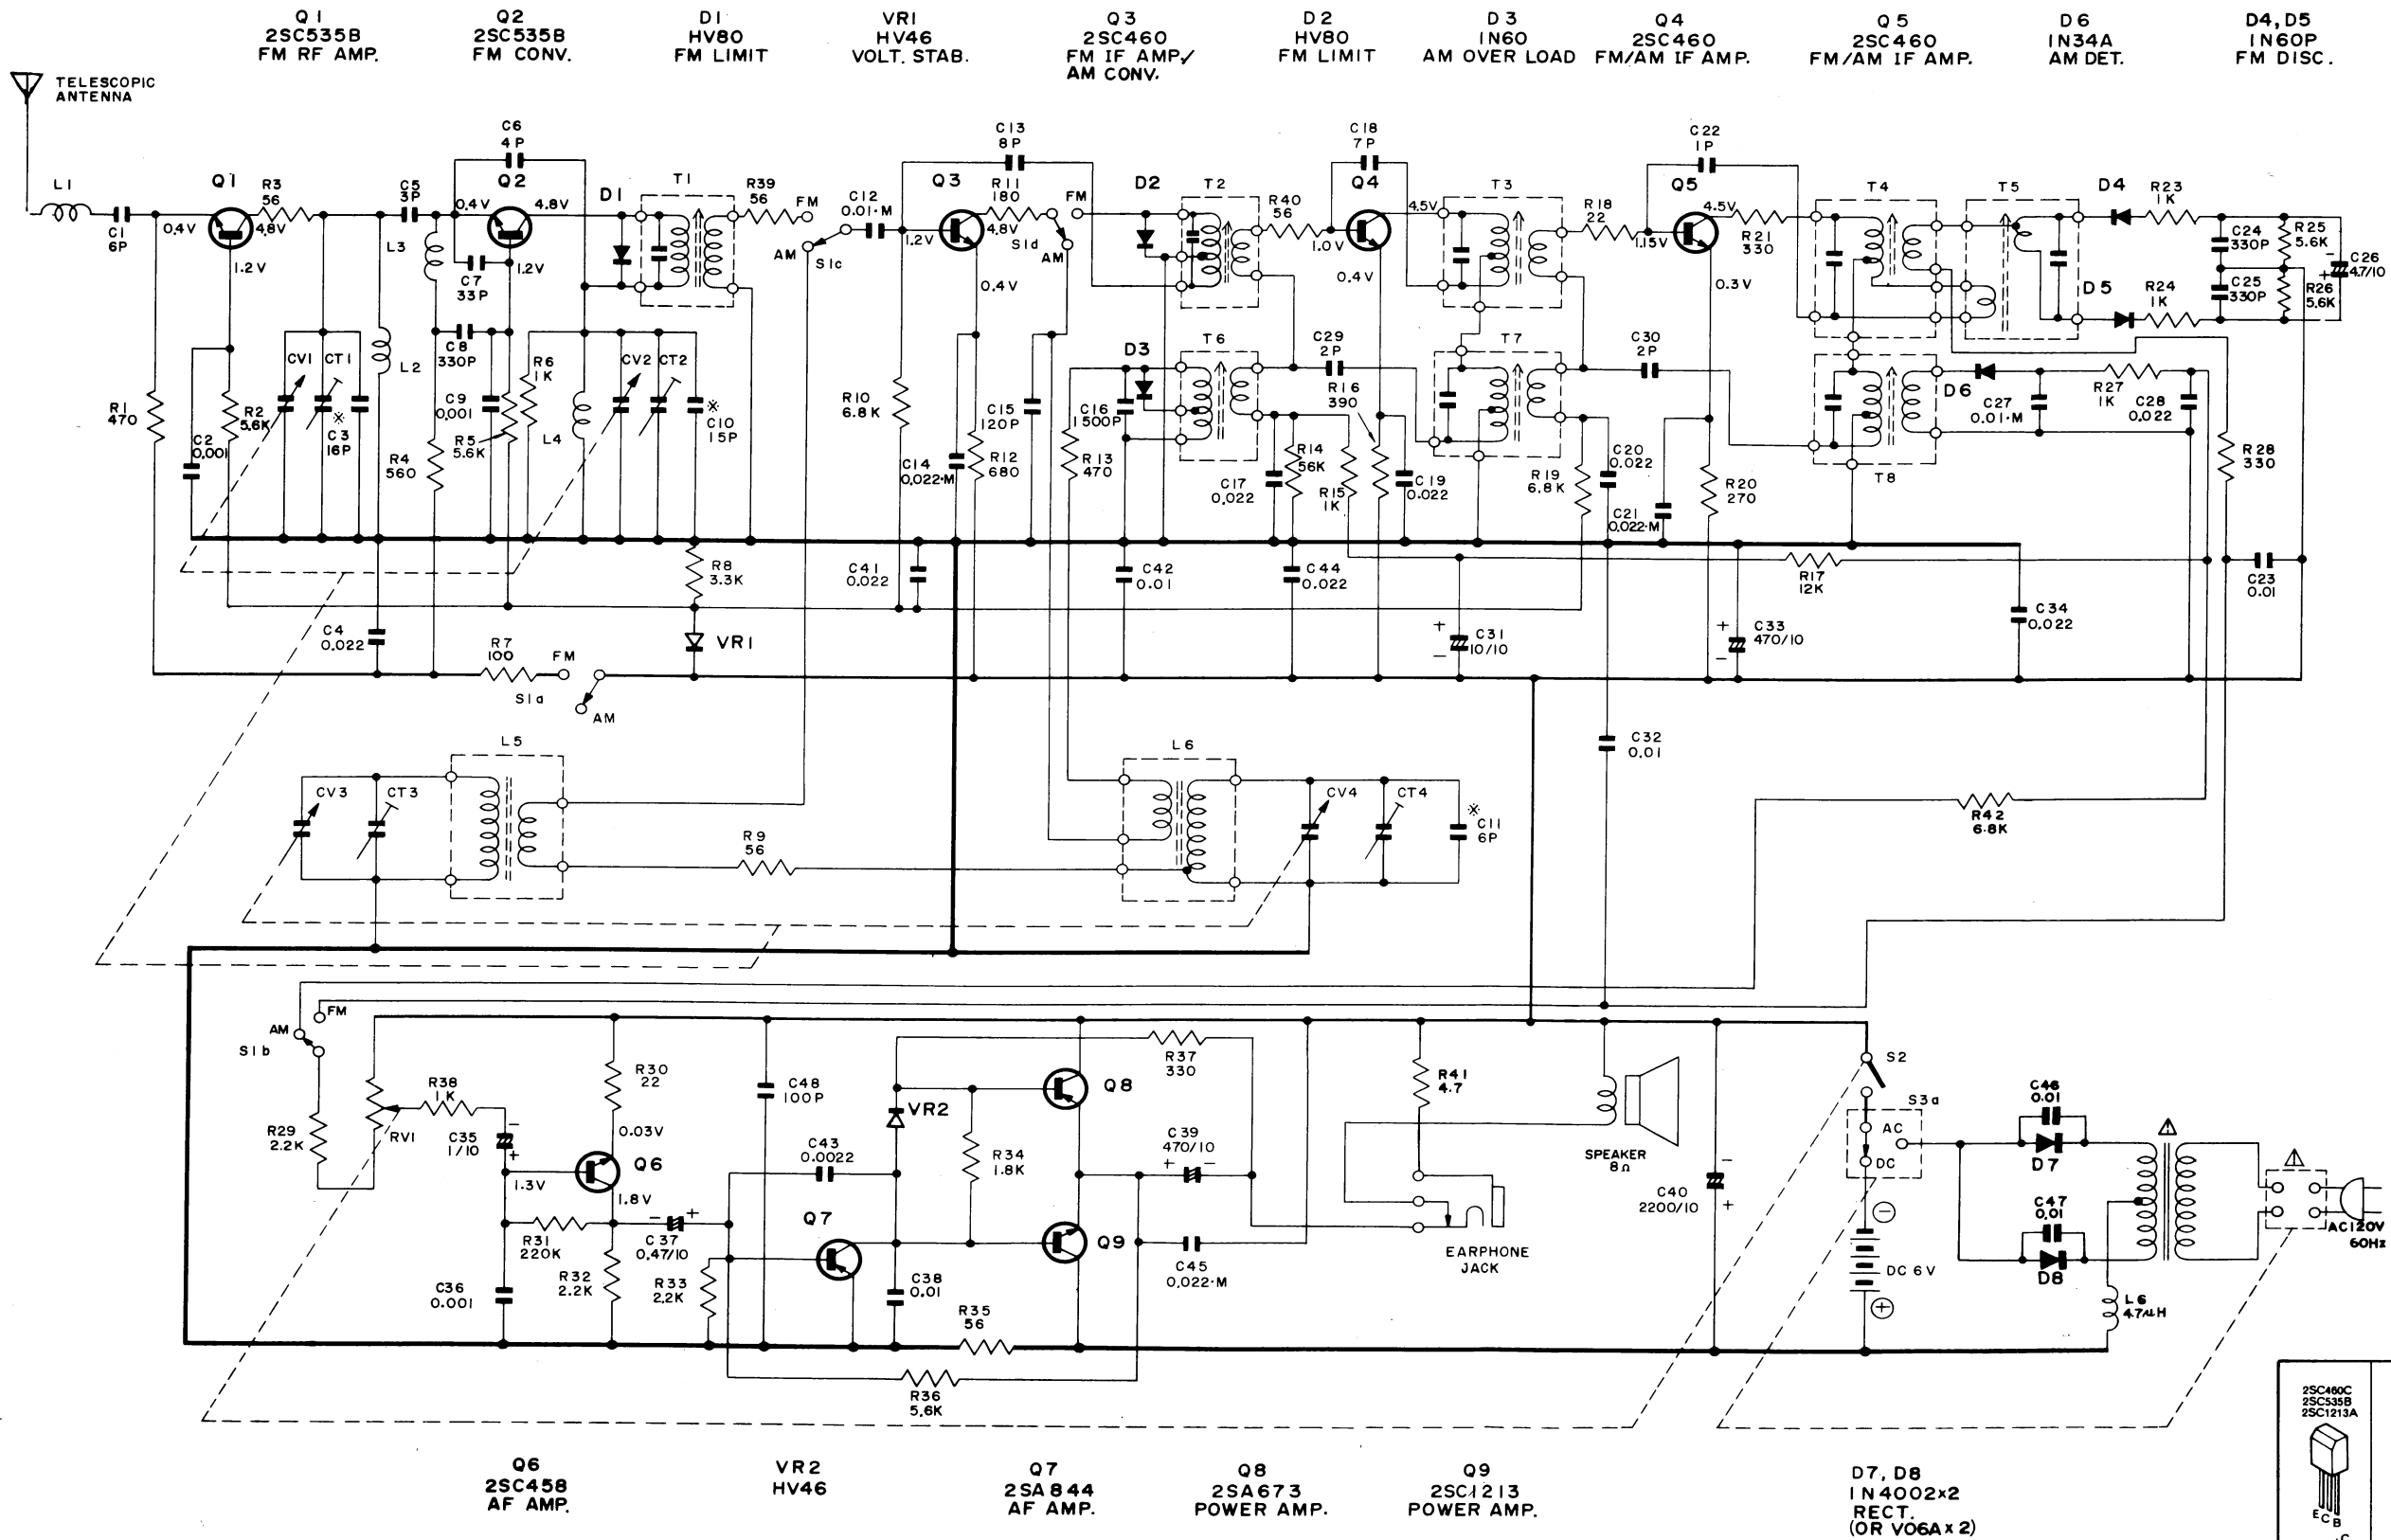 Q1
2SC535B
FM RF AMP.
Q2
2SC535B
FM CONV.
D1
HV80
FM LIMIT
VR1
HV46
VOLT. STAB.
Q3
2SC460
FM IF AMP/
AM CONV.
D2
HV80
FM LIMIT
D3
1N60
AM OVER LOAD
Q4
2SC460
FM/AM IF AMP.
Q5
2SC460
FM/AM IF AMP.
D6
1N34A
AM DET.
D4, D5
1N60P
FM DISC.
TELESCOPIC
ANTENNA
L1
C1
6P
Q1
0.4V
4.8V
1.2V
R3
56
C5
3P
C6
4P
Q2
0.4V
4.8V
1.2V
L3
C7
33P
D1
T1
R39
56
FM
AM
S1c
C12
0.01·M
C13
8P
Q3
1.2V
4.8V
0.4V
R11
180
FM
S1d
AM
D2
T2
R40
56
C18
7P
Q4
1.0V
4.5V
0.4V
T3
R18
22
C22
1P
Q5
1.15V
4.5V
0.3V
R21
330
T4
T5
D4
R23
1K
C24
330P
R25
5.6K
C26
4.7/10
-
+
D5
R24
1K
C25
330P
R26
5.6K
R1
470
C2
0.001
R2
5.6K
CV1
CT1
※
C3
16P
L2
C8
330P
R4
560
C9
0.001
R5
5.6K
R6
1K
L4
CV2
CT2
※
C10
15P
R10
6.8K
C14
0.022·M
C15
120P
R12
680
R13
470
C16
1500P
D3
T6
C29
2P
R16
390
C17
0.022
R14
56K
R15
1K
C19
0.022
T7
C30
2P
R19
6.8K
C20
0.022
C21
0.022·M
R20
270
T8
D6
C27
0.01·M
R27
1K
C28
0.022
R28
330
R8
3.3K
C41
0.022
C42
0.01
C44
0.022
R17
12K
C23
0.01
C4
0.022
R7
100
FM
S1a
AM
VR1
+
C31
10/10
-
+
C33
470/10
-
C34
0.022
L5
CV3
CT3
R9
56
L6
CV4
CT4
※
C11
6P
C32
0.01
R42
6.8K
FM
AM
S1b
R29
2.2K
RV1
R38
1K
-
C35
1/10
+
R30
22
0.03V
Q6
1.3V
1.8V
R31
220K
C36
0.001
R32
2.2K
-
+
C37
0.47/10
R33
2.2K
C48
100P
C43
0.0022
Q7
VR2
R34
1.8K
C38
0.01
R35
56
R36
5.6K
Q8
Q9
R37
330
C39
470/10
+
-
C45
0.022·M
R41
4.7
EARPHONE
JACK
SPEAKER
8Ω
-
C40
2200/10
+
S2
S3a
AC
DC
-
DC 6V
+
C46
0.01
D7
C47
0.01
D8
L6
4.7μH
AC120V
60Hz
Q6
2SC458
AF AMP.
VR2
HV46
Q7
2SA844
AF AMP.
Q8
2SA673
POWER AMP.
Q9
2SC1213
POWER AMP.
D7, D8
1N4002x2
RECT.
(OR V06A x 2)
2SC460C
2SC535B
2SC1213A
E C B
C